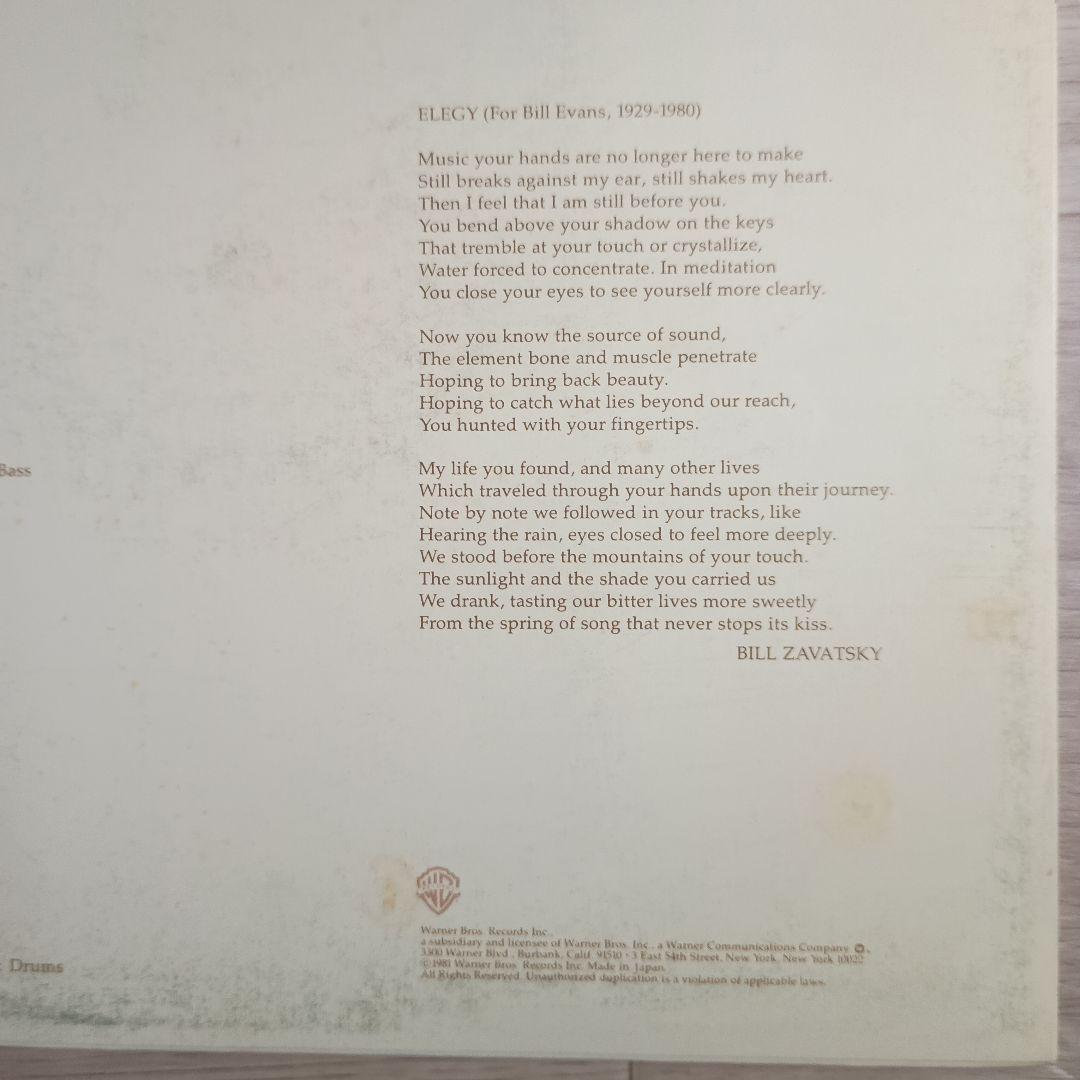 ELEGY (For Bill Evans, 1929-1980)
Music your hands are no longer here to make
Still breaks against my ear, still shakes my heart.
Then I feel that I am still before you.
You bend above your shadow on the keys
That tremble at your touch or crystallize,
Water forced to concentrate. In meditation
You close your eyes to see yourself more clearly.
Now you know the source of sound,
The element bone and muscle penetrate
Hoping to bring back beauty.
Hoping to catch what lies beyond our reach,
You hunted with your fingertips.
My life you found, and many other lives
Which traveled through your hands upon their journey.
Note by note we followed in your tracks, like
Hearing the rain, eyes closed to feel more deeply.
We stood before the mountains of your touch.
The sunlight and the shade you carried us
We drank, tasting our bitter lives more sweetly
From the spring of song that never stops its kiss.
BILL ZAVATSKY
Bass
Drums
Warner Bros. Records Inc.,
a subsidiary and licensee of Warner Bros. Inc., a Warner Communications Company
3300 Warner Blvd., Burbank, Calif. 91510 • 3 East 54th Street, New York, New York 10022
© 1981 Warner Bros. Records Inc. Made in Japan
All Rights Reserved. Unauthorized duplication is a violation of applicable laws.